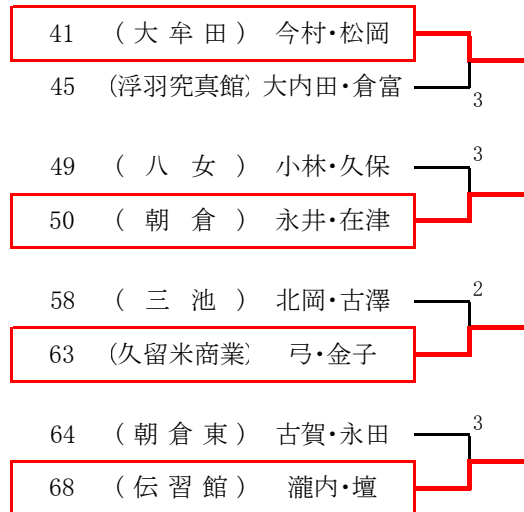 41 (大牟田) 今村・松岡
45 (浮羽究真館) 大内田・倉富
3
49 (八女) 小林・久保 3
50 (朝倉) 永井・在津
58 (三池) 北岡・古澤 2
63 (久留米商業) 弓・金子
64 (朝倉東) 古賀・永田 3
68 (伝習館) 瀧内・壇